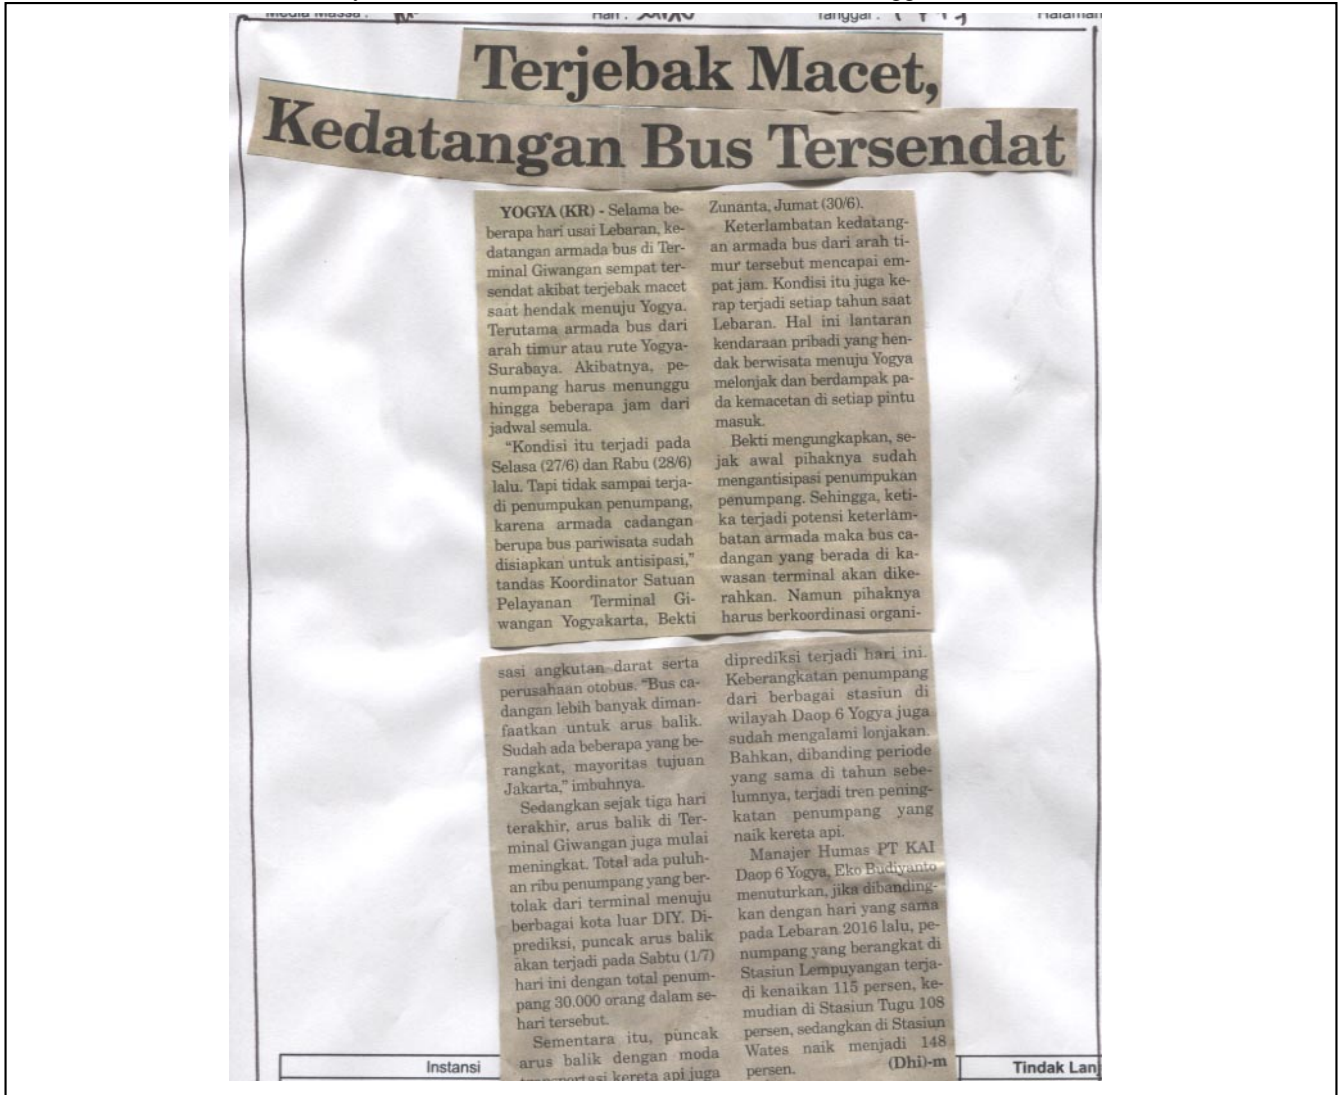 Media Massa :
Hari :
Tanggal :
Halaman
Terjebak Macet,
Kedatangan Bus Tersendat
YOGYA (KR) - Selama be-
berapa hari usai Lebaran, ke-
datangan armada bus di Ter-
minal Giwangan sempat ter-
sendat akibat terjebak macet
saat hendak menuju Yogya.
Terutama armada bus dari
arah timur atau rute Yogya-
Surabaya. Akibatnya, pe-
numpang harus menunggu
hingga beberapa jam dari
jadwal semula.
"Kondisi itu terjadi pada
Selasa (27/6) dan Rabu (28/6)
lalu. Tapi tidak sampai terja-
di penumpukan penumpang,
karena armada cadangan
berupa bus pariwisata sudah
disiapkan untuk antisipasi,"
tandas Koordinator Satuan
Pelayanan Terminal Gi-
wangan Yogyakarta, Bekti
Zunanta, Jumat (30/6).
Keterlambatan kedatang-
an armada bus dari arah ti-
mur tersebut mencapai em-
pat jam. Kondisi itu juga ke-
rap terjadi setiap tahun saat
Lebaran. Hal ini lantaran
kendaraan pribadi yang hen-
dak berwisata menuju Yogya
melonjak dan berdampak pa-
da kemacetan di setiap pintu
masuk.
Bekti mengungkapkan, se-
jak awal pihaknya sudah
mengantisipasi penumpukan
penumpang. Sehingga, keti-
ka terjadi potensi keterlam-
batan armada maka bus ca-
dangan yang berada di ka-
wasan terminal akan dike-
rahkan. Namun pihaknya
harus berkoordinasi organi-
sasi angkutan darat serta
perusahaan otobus. "Bus ca-
dangan lebih banyak diman-
faatkan untuk arus balik.
Sudah ada beberapa yang be-
rangkat, mayoritas tujuan
Jakarta," imbuhnya.
Sedangkan sejak tiga hari
terakhir, arus balik di Ter-
minal Giwangan juga mulai
meningkat. Total ada puluh-
an ribu penumpang yang ber-
tolak dari terminal menuju
berbagai kota luar DIY. Di-
prediksi, puncak arus balik
akan terjadi pada Sabtu (1/7)
hari ini dengan total penum-
pang 30.000 orang dalam se-
hari tersebut.
Sementara itu, puncak
arus balik dengan moda
transportasi kereta api juga
diprediksi terjadi hari ini.
Keberangkatan penumpang
dari berbagai stasiun di
wilayah Daop 6 Yogya juga
sudah mengalami lonjakan.
Bahkan, dibanding periode
yang sama di tahun sebe-
lumnya, terjadi tren pening-
katan penumpang yang
naik kereta api.
Manajer Humas PT KAI
Daop 6 Yogya, Eko Budiyanto
menuturkan, jika dibanding-
kan dengan hari yang sama
pada Lebaran 2016 lalu, pe-
numpang yang berangkat di
Stasiun Lempuyangan terja-
di kenaikan 115 persen, ke-
mudian di Stasiun Tugu 108
persen, sedangkan di Stasiun
Wates naik menjadi 148
persen. (Dhi)-m
Instansi
Tindak Lanj